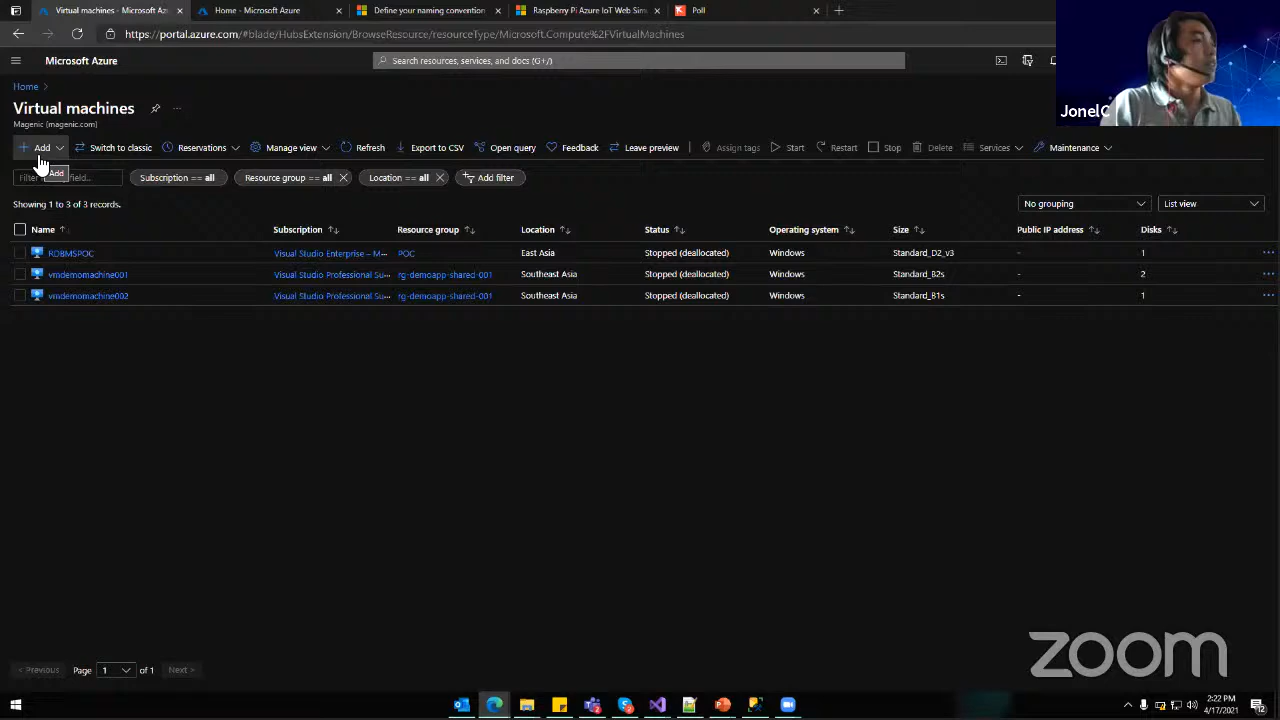 Virtual machines - Microsoft Azu
Home - Microsoft Azure
Define your naming convention
Raspberry Pi Azure IoT Web Simu
Poll
https://portal.azure.com/#blade/HubsExtension/BrowseResource/resourceType/Microsoft.Compute%2FVirtualMachines
Microsoft Azure
Search resources, services, and docs (G+/)
JonelC
Home
Virtual machines
Magenic (magenic.com)
Add Switch to classic Reservations Manage view Refresh Export to CSV Open query Feedback Leave preview Assign tags Start Restart Stop Delete Services Maintenance
Add
Subscription == all Resource group == all Location == all Add filter
Showing 1 to 3 of 3 records.
No grouping List view
Name Subscription Resource group Location Status Operating system Size Public IP address Disks
RDBMSPOC Visual Studio Enterprise – M... POC East Asia Stopped (deallocated) Windows Standard_D2_v3 - 1
vmdemomachine001 Visual Studio Professional Su... rg-demoapp-shared-001 Southeast Asia Stopped (deallocated) Windows Standard_B2s - 2
vmdemomachine002 Visual Studio Professional Su... rg-demoapp-shared-001 Southeast Asia Stopped (deallocated) Windows Standard_B1s - 1
zoom
< Previous Page 1 of 1 Next >
2:22 PM
4/17/2021
12